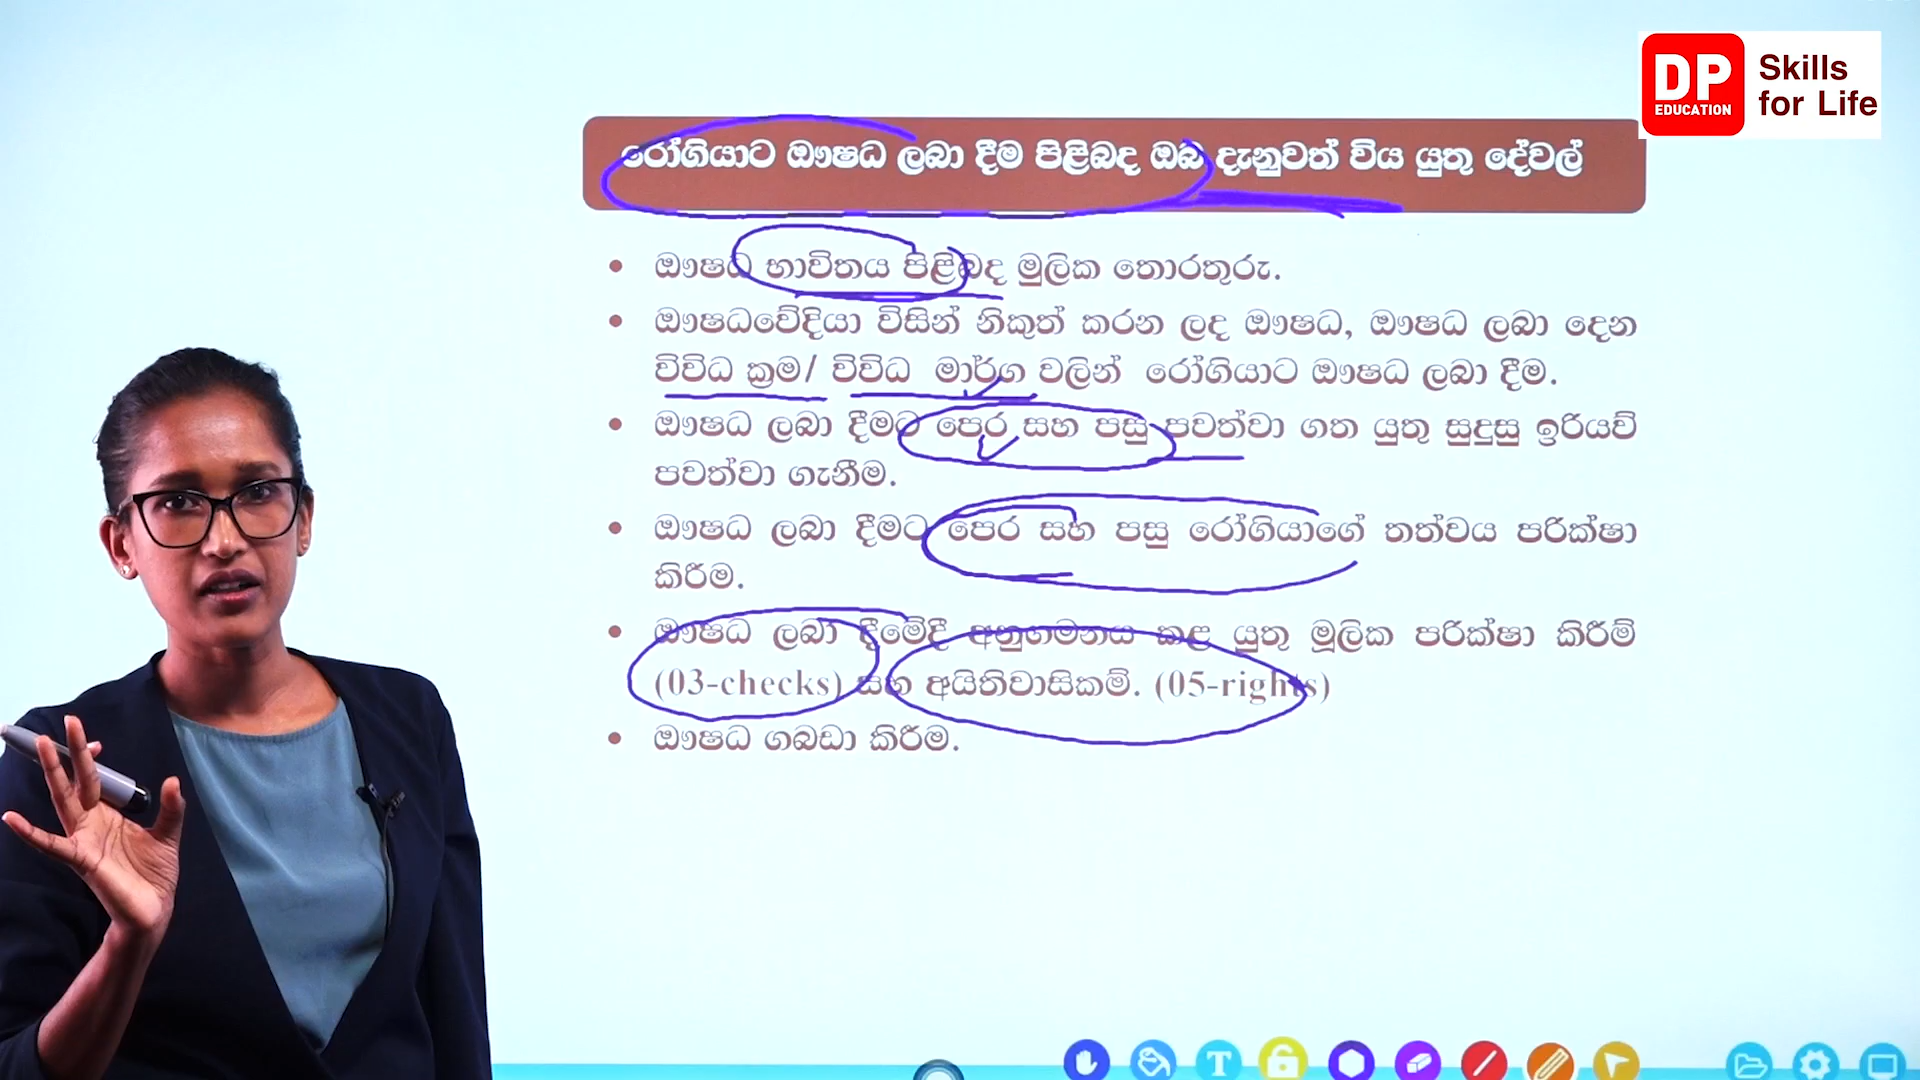 DP
EDUCATION
Skills
for Life
රෝගියාට ඖෂධ ලබා දීම පිළිබද ඔබ දැනුවත් විය යුතු දේවල්
• ඖෂධ භාවිතය පිළිබද මුලික තොරතුරු.
• ඖෂධවේදියා විසින් නිකුත් කරන ලද ඖෂධ, ඖෂධ ලබා දෙන
විවිධ ක්‍රම/ විවිධ මාර්ග වලින් රෝගියාට ඖෂධ ලබා දීම.
• ඖෂධ ලබා දීමට පෙර සහ පසු පවත්වා ගත යුතු සුදුසු ඉරියව්
පවත්වා ගැනීම.
• ඖෂධ ලබා දීමට පෙර සහ පසු රෝගියාගේ තත්වය පරික්ෂා
කිරීම.
• ඖෂධ ලබා දීමේදී අනුගමනය කළ යුතු මූලික පරික්ෂා කිරීම්
(03-checks) සහ අයිතිවාසිකම්. (05-rights)
• ඖෂධ ගබඩා කිරීම.